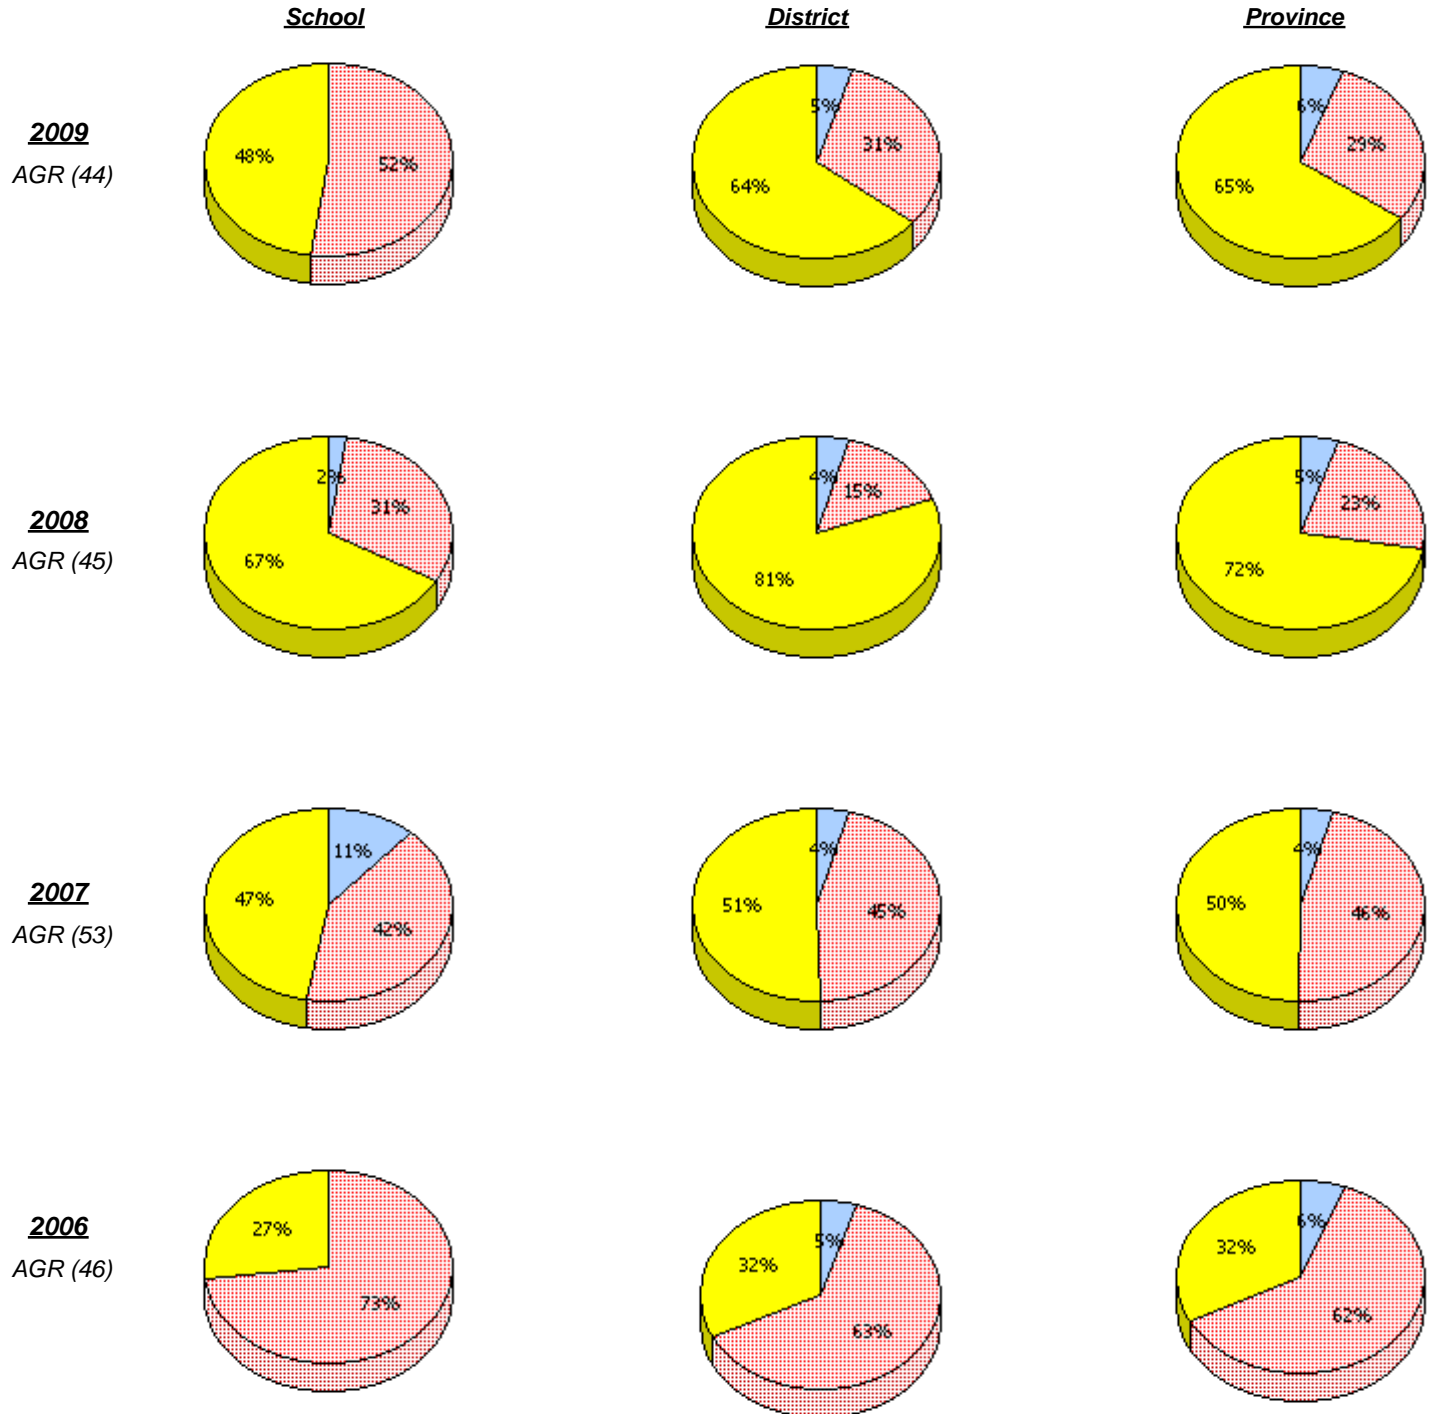 School District Province
2009
AGR (44)
48% 52%
5% 31% 64%
6% 29% 65%
2008
AGR (45)
2% 31% 67%
4% 15% 81%
5% 23% 72%
2007
AGR (53)
11% 47% 42%
4% 51% 45%
4% 50% 46%
2006
AGR (46)
27% 73%
5% 32% 63%
6% 32% 62%